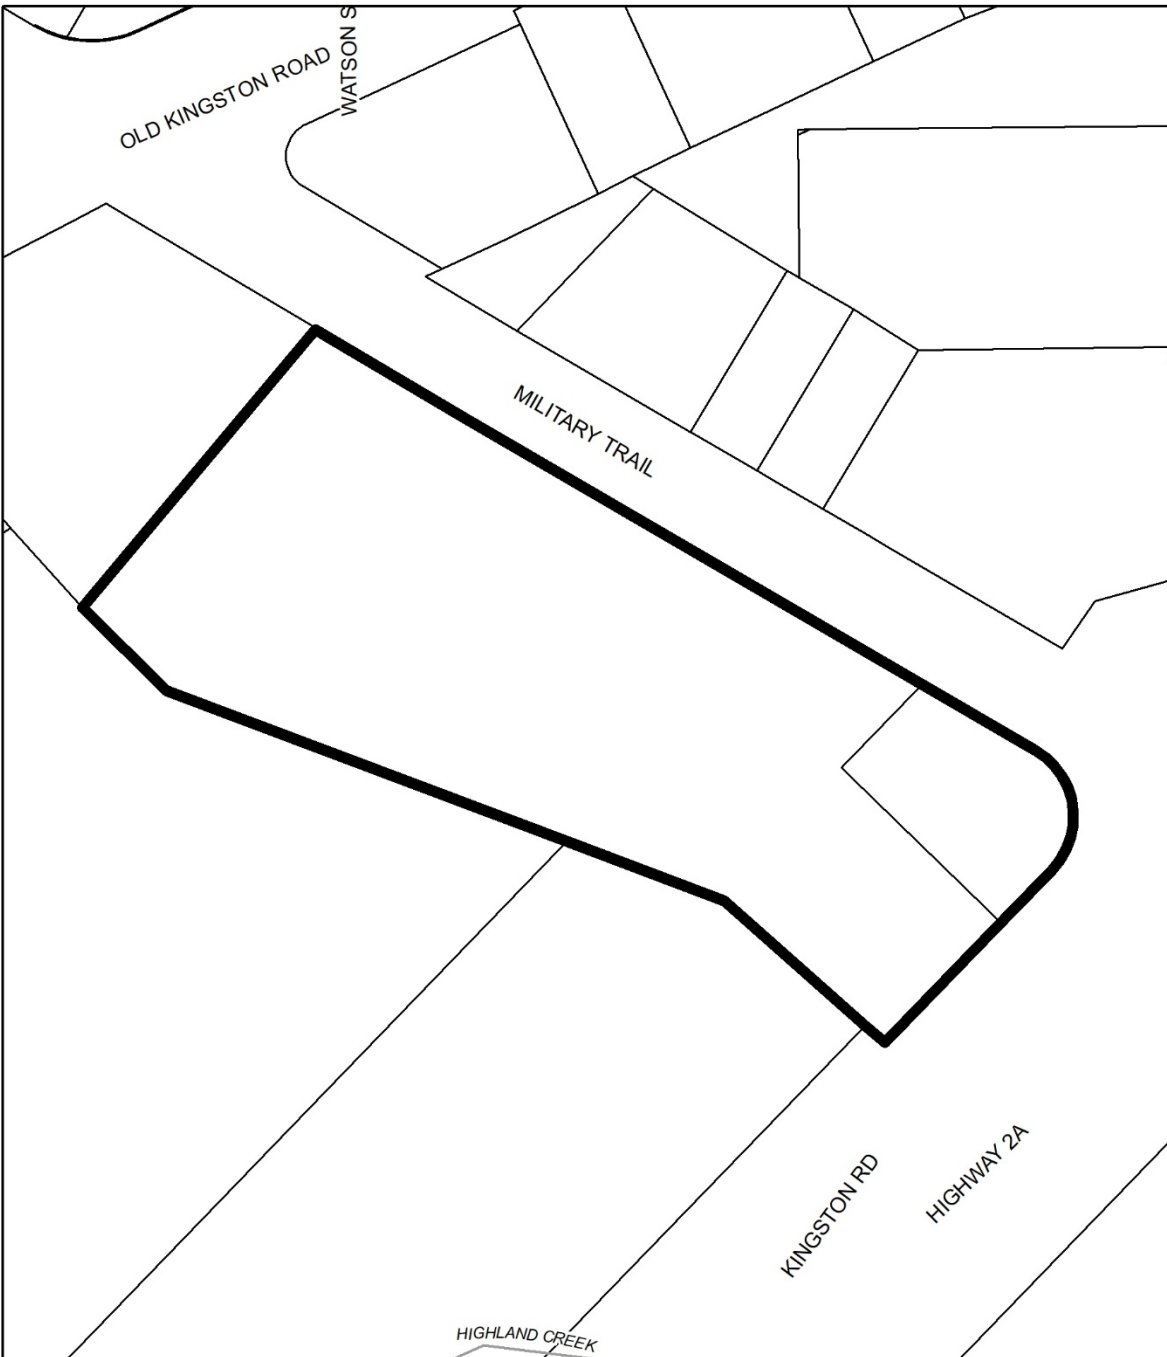 OLD KINGSTON ROAD
WATSON S
MILITARY TRAIL
KINGSTON RD
HIGHWAY 2A
HIGHLAND CREEK